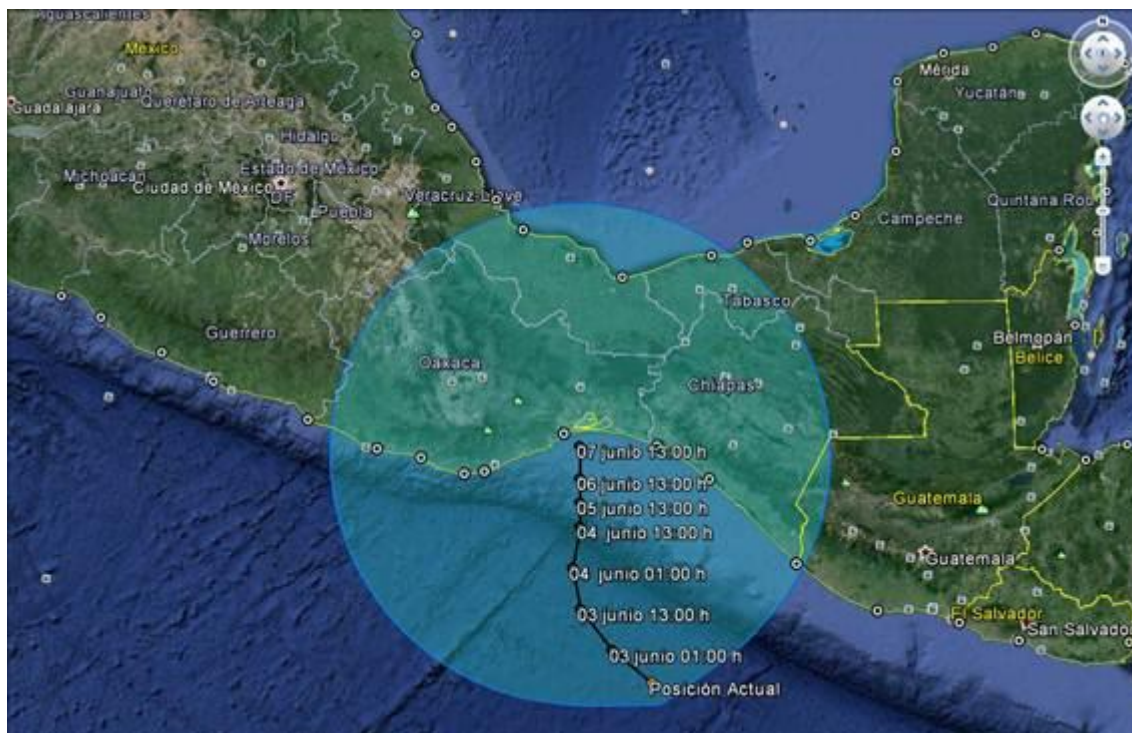 Aguascalientes
México
Mérida
Guanajuato
Querétaro de Arteaga
Yucatán
Guadalajara
Hidalgo
Estado de México
Michoacán
Ciudad de México
DF
Veracruz-Llave
Quintana Roo
Puebla
Campeche
Morelos
Tabasco
Guerrero
Belmopán
Belice
Oaxaca
Chiapas
07 junio 13:00 h
06 junio 13:00 h
Guatemala
05 junio 13:00 h
04 junio 13:00 h
Guatemala
04 junio 01:00 h
03 junio 13:00 h
El Salvador
San Salvador
03 junio 01:00 h
Posición Actual